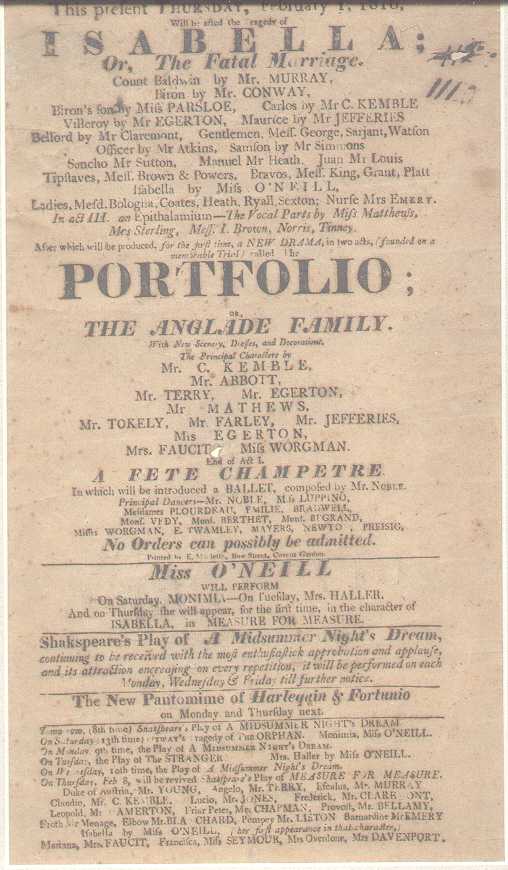 This present THURSDAY, February 1, 1816,
Will be acted the Tragedy of
ISABELLA;
Or, The Fatal Marriage.
Count Baldwin by Mr. MURRAY,
Biron by Mr. CONWAY,
Biron's son by Miss PARSLOE, Carlos by Mr C. KEMBLE
Villeroy by Mr EGERTON, Maurice by Mr JEFFERIES
Belford by Mr Claremont, Gentlemen, Mess. George, Sarjant, Watson
Officer by Mr Atkins, Samson by Mr Simmons
Sancho Mr Sutton, Manuel Mr Heath, Juan Mr Louis
Tipstaves, Mess. Brown & Powers, Bravos, Mess. King, Grant, Platt
Isabella by Miss O'NEILL,
Ladies, Mesd. Bologna, Coates, Heath, Ryall, Sexton; Nurse Mrs EMERY.
In act III. an Epithalamium—The Vocal Parts by Miss Matthews,
Mrs Sterling, Mess. I. Brown, Norris, Tinney.
After which will be produced, for the first time, a NEW DRAMA, in two acts, (founded on a
memorable Trial) called The
PORTFOLIO;
OR,
THE ANGLADE FAMILY.
With New Scenery, Dresses, and Decorations.
The Principal Characters by
Mr. C. KEMBLE,
Mr. ABBOTT,
Mr. TERRY, Mr. EGERTON,
Mr MATHEWS,
Mr. TOKELY, Mr. FARLEY, Mr. JEFFERIES,
Mrs EGERTON,
Mrs. FAUCIT, Miss WORGMAN.
End of Act I.
A FETE CHAMPETRE
In which will be introduced a BALLET, composed by Mr. NOBLE.
Principal Dancers—Mr. NOBLE, Miss LUPPINO,
Mesdames PLOURDEAU, EMILIE, BRADWELL,
Mons. VEDY, Mons. BERTHET, Mons. BEGRAND,
Misses WORGMAN, E. TWAMLEY, MAYERS, NEWTON, PREISIG,
No Orders can possibly be admitted.
Printed by E. Macleish, Bow Street, Covent Garden.
Miss O'NEILL
WILL PERFORM
On Saturday, MONIMIA—On Tuesday, Mrs. HALLER.
And on Thursday she will appear, for the first time, in the character of
ISABELLA, in MEASURE FOR MEASURE.
Shakspeare's Play of A Midsummer Night's Dream,
continuing to be received with the most enthusiastick approbation and applause,
and its attraction encreasing on every repetition, it will be performed on each
Monday, Wednesday & Friday till further notice.
The New Pantomime of Harlequin & Fortunio
on Monday and Thursday next.
Tomorrow, (8th time) Shakspeare's Play of A MIDSUMMER NIGHT'S DREAM
On Saturday (13th time) OTWAY's Tragedy of THE ORPHAN. Monimia, Miss O'NEILL.
On Monday 9th time, the Play of A MIDSUMMER NIGHT'S DREAM.
On Tuesday, the Play of THE STRANGER Mrs. Haller by Miss O'NEILL.
On Wednesday, 10th time, the Play of A Midsummer Night's Dream.
On Thursday, Feb 8, will be revived Shakspeare's Play of MEASURE FOR MEASURE.
Duke of Austria, Mr. YOUNG, Angelo, Mr. TERRY, Escalus, Mr. MURRAY
Claudio, Mr. C. KEMBLE, Lucio, Mr. JONES, Frederick, Mr. CLAREMONT,
Leopold, Mr. HAMERTON, Friar Peter, Mr. CHAPMAN, Provost, Mr. BELLAMY,
Froth Mr Menage, Elbow Mr. BLANCHARD, Pompey Mr. LISTON Barnardine Mr EMERY
Isabella by Miss O'NEILL, (her first appearance in that character,)
Mariana, Mrs. FAUCIT, Francisca, Miss SEYMOUR, Mrs Overdone, Mrs DAVENPORT.